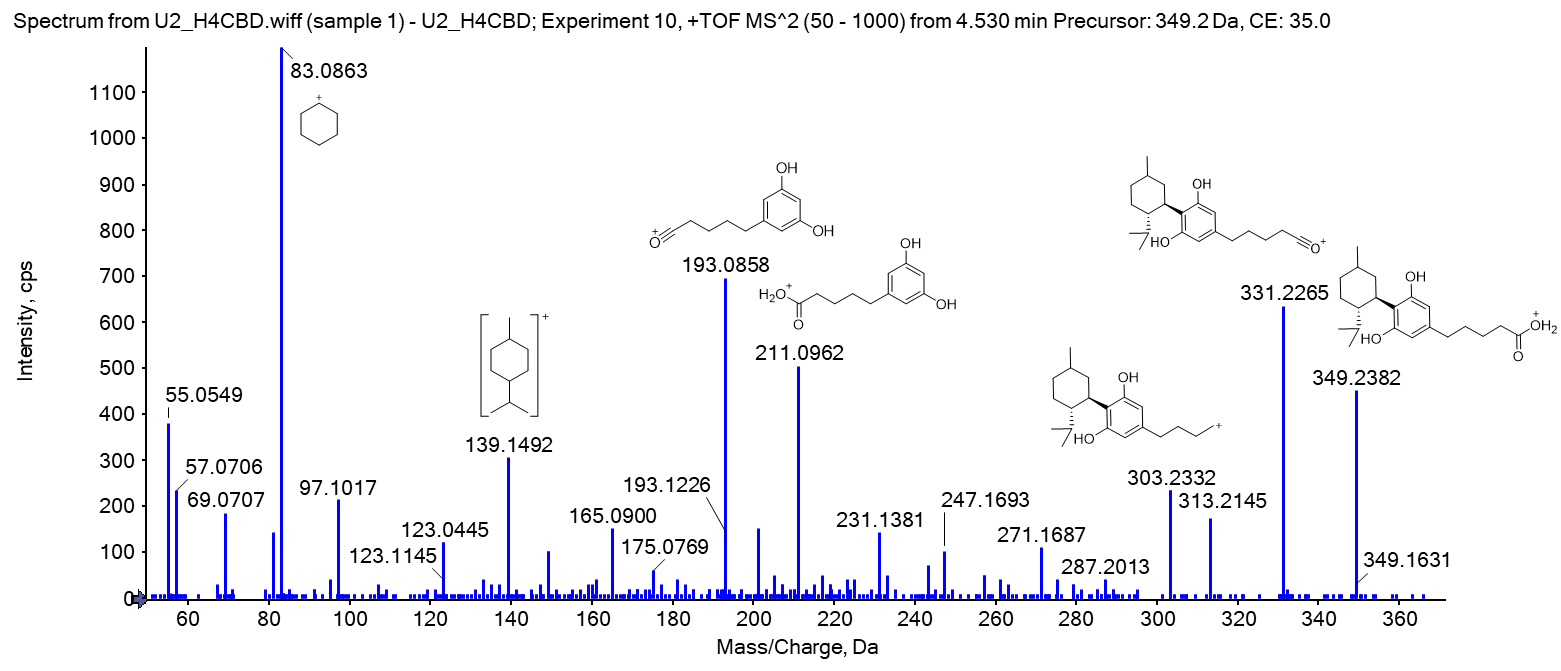 Spectrum from U2_H4CBD.wiff (sample 1) - U2_H4CBD; Experiment 10, +TOF MS^2 (50 - 1000) from 4.530 min Precursor: 349.2 Da, CE: 35.0
Intensity, cps
1100
1000
900
800
700
600
500
400
300
200
100
0
83.0863
+
55.0549
57.0706
69.0707
97.1017
123.0445
123.1145
+
139.1492
165.0900
175.0769
193.1226
OH
OH
+
O
193.0858
OH
OH
H2O+
O
211.0962
231.1381
247.1693
271.1687
287.2013
OH
HO
+
303.2332
313.2145
OH
HO
O+
331.2265
OH
HO
+
OH2
O
349.2382
349.1631
60 80 100 120 140 160 180 200 220 240 260 280 300 320 340 360
Mass/Charge, Da